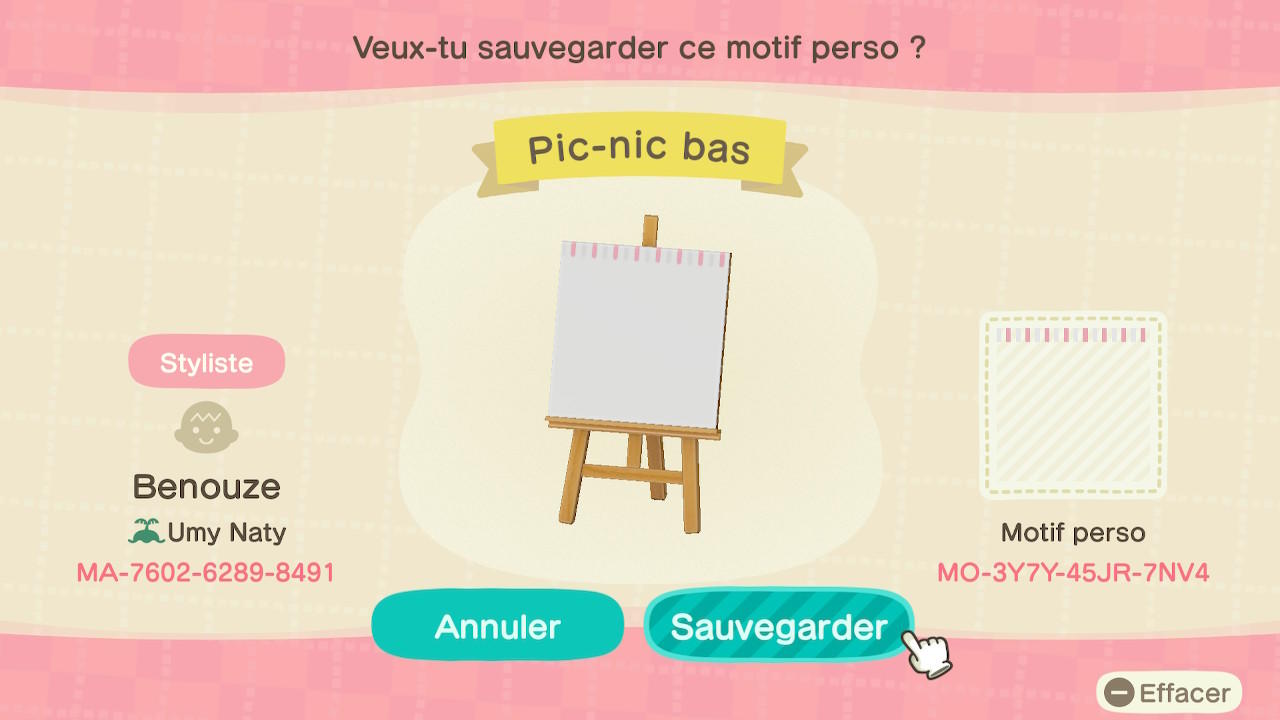 Veux-tu sauvegarder ce motif perso ?
Pic-nic bas
Styliste
Benouze
Umy Naty
MA-7602-6289-8491
Motif perso
MO-3Y7Y-45JR-7NV4
Annuler
Sauvegarder
Effacer